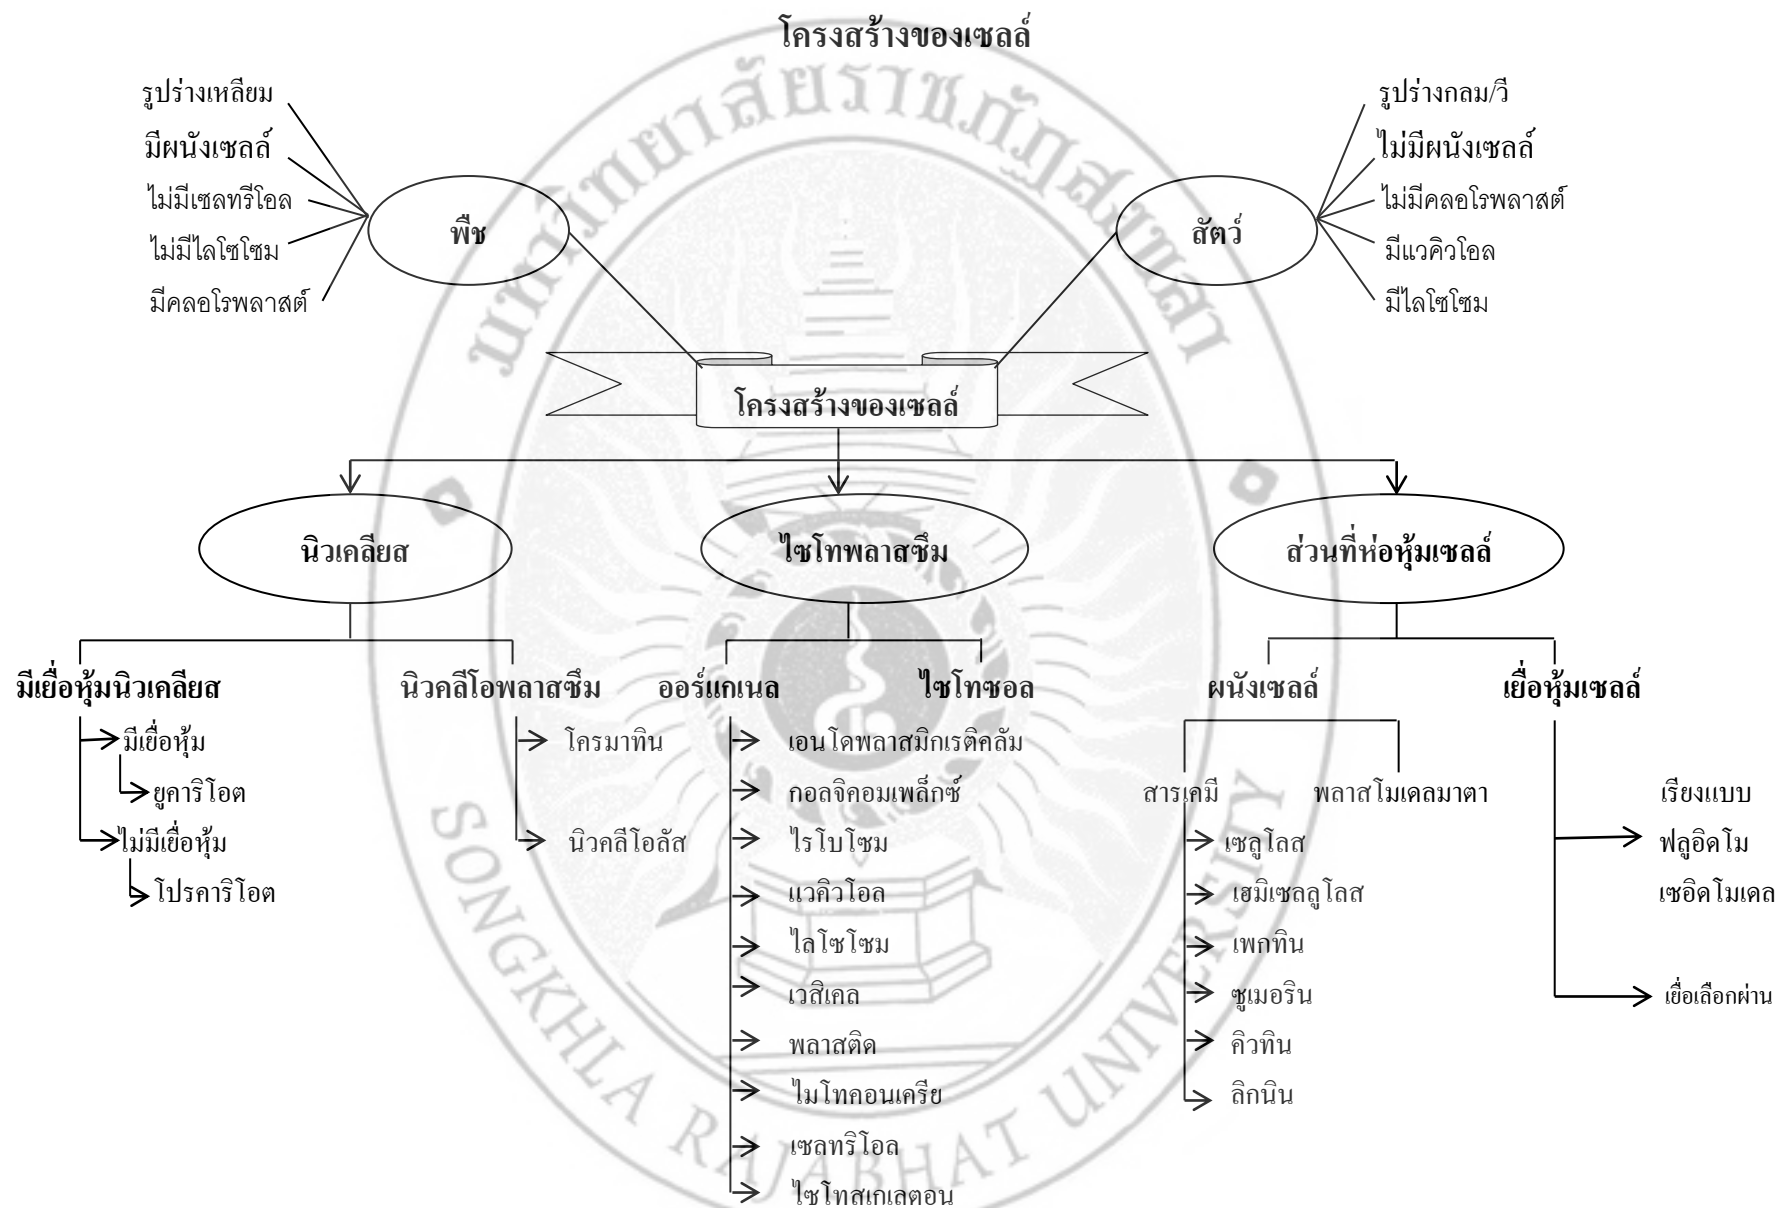 โครงสร้างของเซลล์
รูปร่างเหลี่ยม
มีผนังเซลล์
ไม่มีเซลทรีโอล
ไม่มีไลโซโซม
มีคลอโรพลาสต์
พืช
รูปร่างกลม/วี
ไม่มีผนังเซลล์
ไม่มีคลอโรพลาสต์
มีแวคิวโอล
มีไลโซโซม
สัตว์
โครงสร้างของเซลล์
นิวเคลียส
ไซโทพลาสซึม
ส่วนที่ห่อหุ้มเซลล์
มีเยื่อหุ้มนิวเคลียส
นิวคลีโอพลาสซึม
ออร์แกเนล
ไซโทซอล
ผนังเซลล์
เยื่อหุ้มเซลล์
มีเยื่อหุ้ม
ยูคาริโอต
ไม่มีเยื่อหุ้ม
โปรคาริโอต
โครมาทิน
นิวคลีโอลัส
เอนโดพลาสมิกเรติคลัม
กอลจิคอมเพล็กซ์
ไรโบโซม
แวคิวโอล
ไลโซโซม
เวสิเคล
พลาสติด
ไมโทคอนเครีย
เซลทริโอล
ไซโทสเกเลตอน
สารเคมี
พลาสโมเดลมาตา
เซลูโลส
เฮมิเซลลูโลส
เพกทิน
ซูเมอริน
คิวทิน
ลิกนิน
เรียงแบบ
ฟลูอิดโม
เซอิดโมเดล
เยื่อเลือกผ่าน
มหาวิทยาลัยราชภัฏสงขลา
SONGKHLA RAJABHAT UNIVERSITY